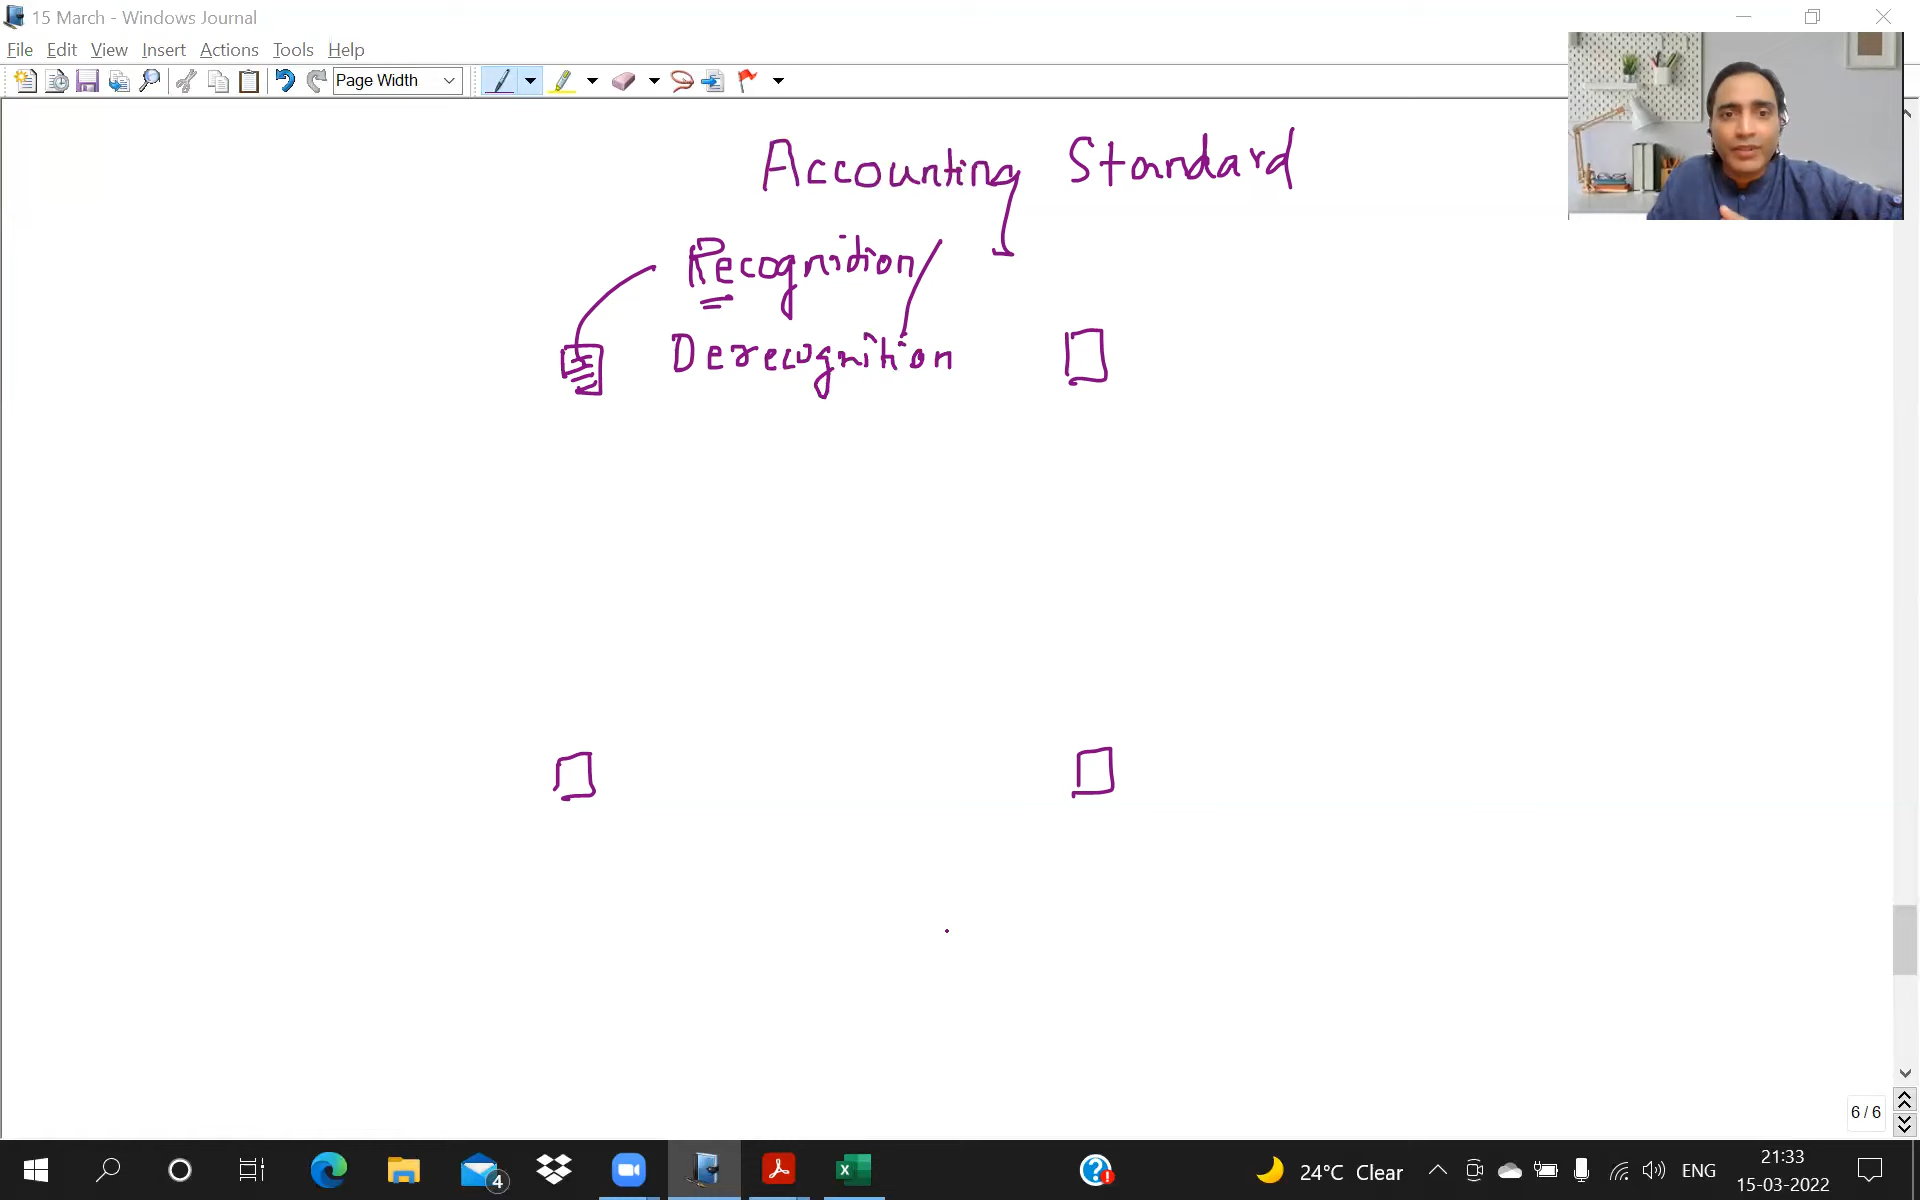 15 March - Windows Journal
File Edit View Insert Actions Tools Help
Page Width
Accounting Standard
Recognition
Derecognition
6 / 6
4
24°C Clear
ENG
21:33
15-03-2022